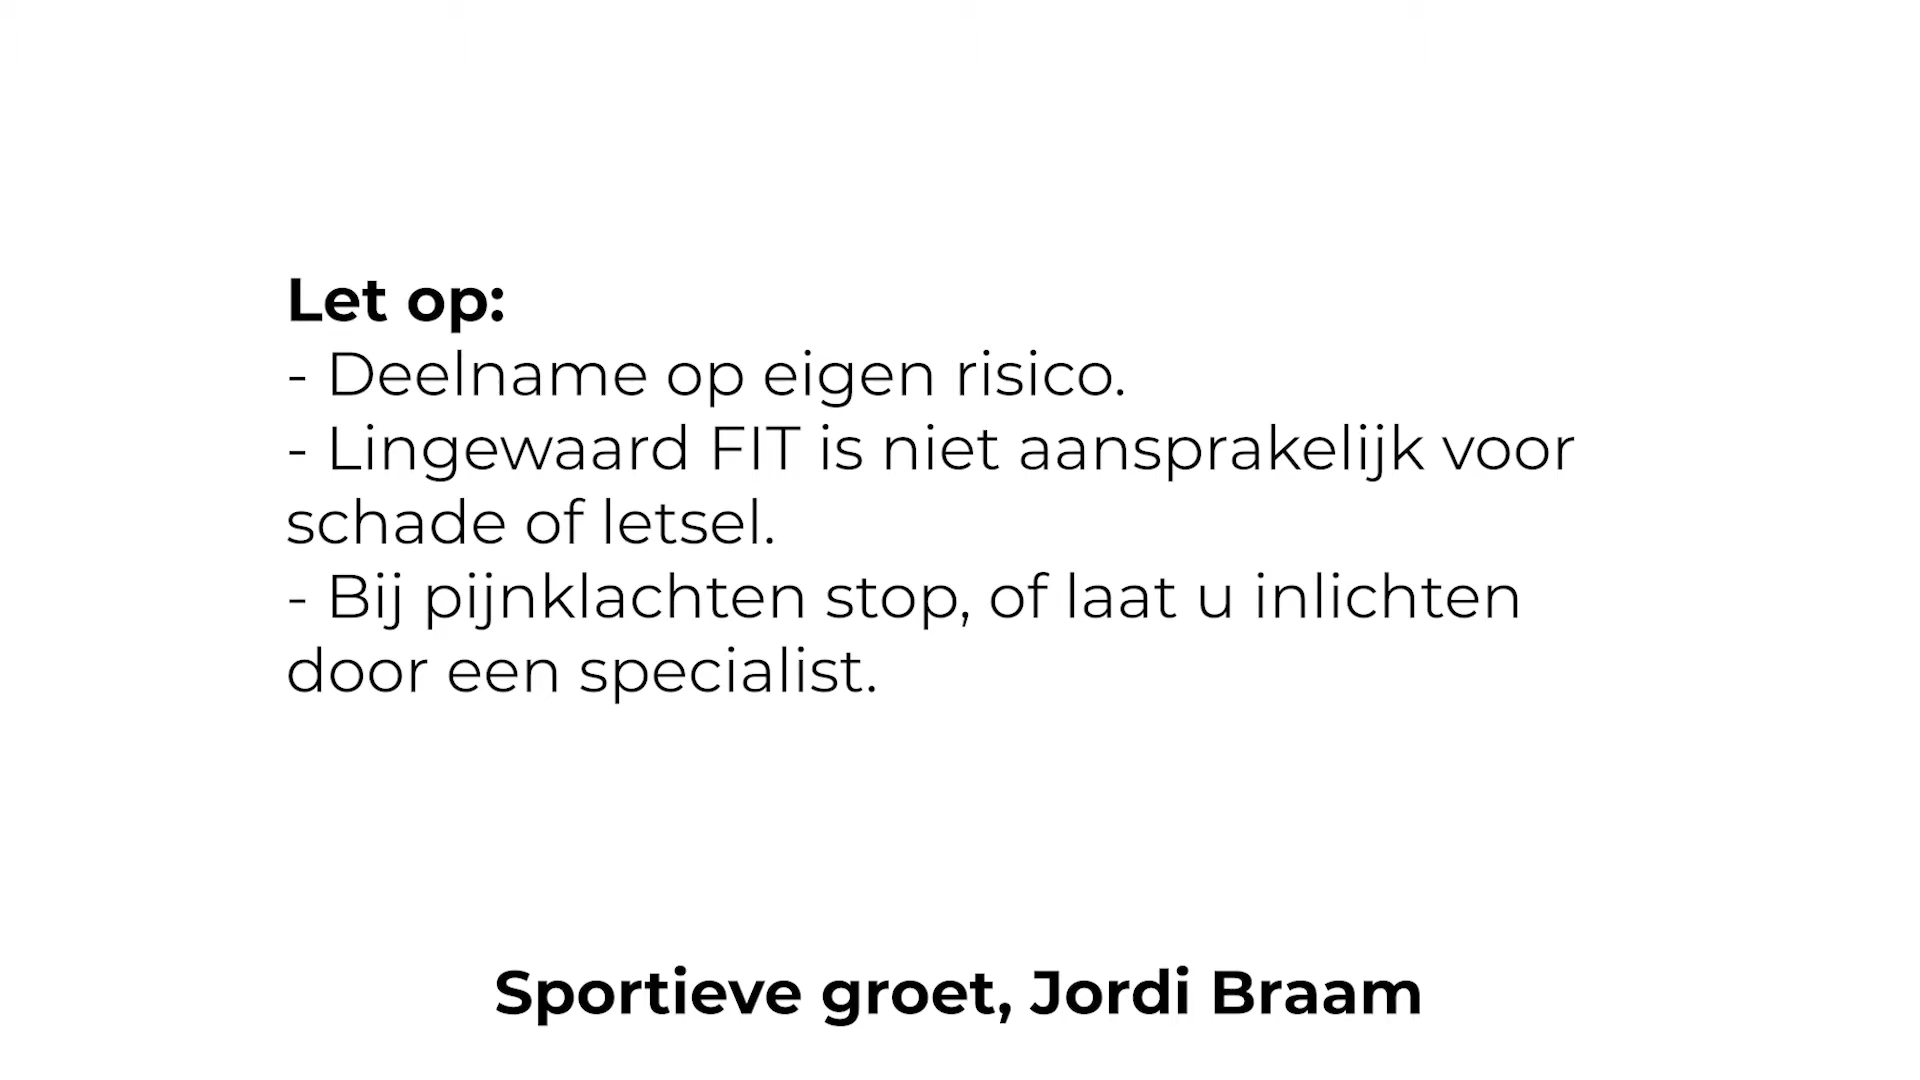 Let op:
- Deelname op eigen risico.
- Lingewaard FIT is niet aansprakelijk voor
schade of letsel.
- Bij pijnklachten stop, of laat u inlichten
door een specialist.
Sportieve groet, Jordi Braam